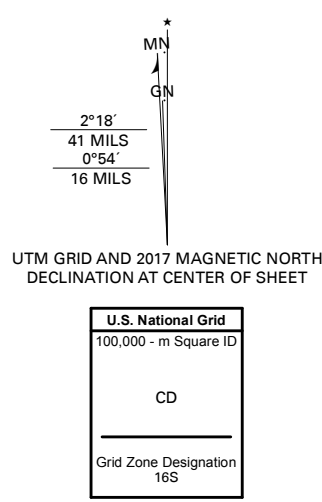 MN
GN
2°18´
41 MILS
0°54´
16 MILS
UTM GRID AND 2017 MAGNETIC NORTH
DECLINATION AT CENTER OF SHEET
U.S. National Grid
100,000 - m Square ID
CD
Grid Zone Designation
16S